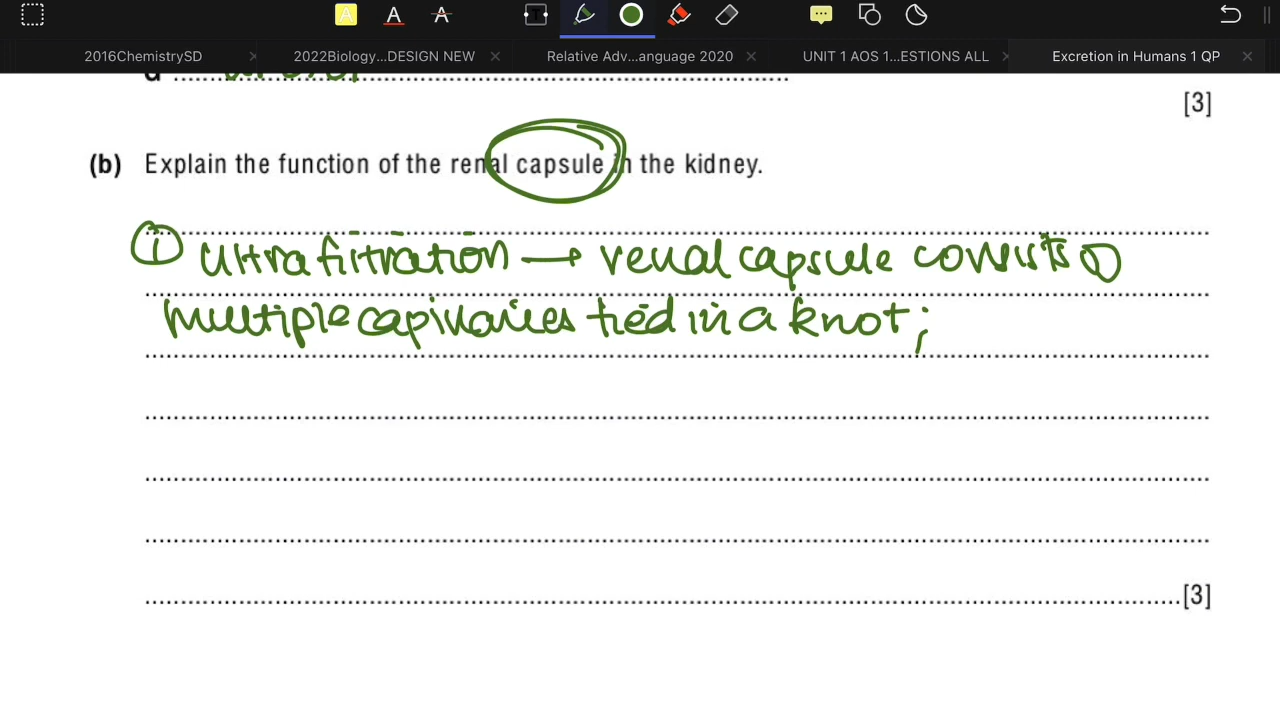 A A A T
2016ChemistrySD × 2022Biology...DESIGN NEW × Relative Adv...anguage 2020 × UNIT 1 AOS 1...ESTIONS ALL × Excretion in Humans 1 QP ×
d
[3]
(b) Explain the function of the renal capsule in the kidney.
① Ultrafiltration → renal capsule consists
multiple capillaries tied in a knot;
[3]